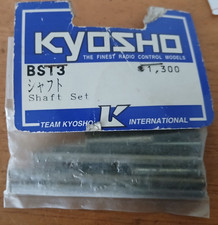 KYOSHO
THE FINEST RADIO CONTROL MODELS
BST3 ¥1,300
シャフト
Shaft Set
K
TEAM KYOSHO INTERNATIONAL